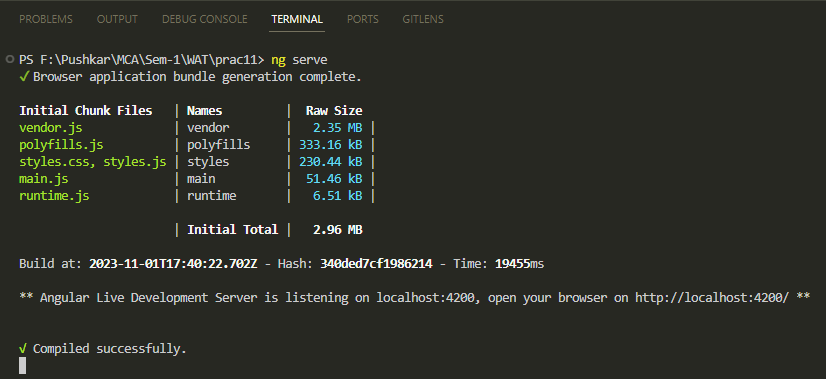 PROBLEMS OUTPUT DEBUG CONSOLE TERMINAL PORTS GITLENS
PS F:\Pushkar\MCA\Sem-1\WAT\prac11> ng serve
√ Browser application bundle generation complete.
Initial Chunk Files | Names | Raw Size
vendor.js | vendor | 2.35 MB |
polyfills.js | polyfills | 333.16 kB |
styles.css, styles.js | styles | 230.44 kB |
main.js | main | 51.46 kB |
runtime.js | runtime | 6.51 kB |
| Initial Total | 2.96 MB
Build at: 2023-11-01T17:40:22.702Z - Hash: 340ded7cf1986214 - Time: 19455ms
** Angular Live Development Server is listening on localhost:4200, open your browser on http://localhost:4200/ **
√ Compiled successfully.